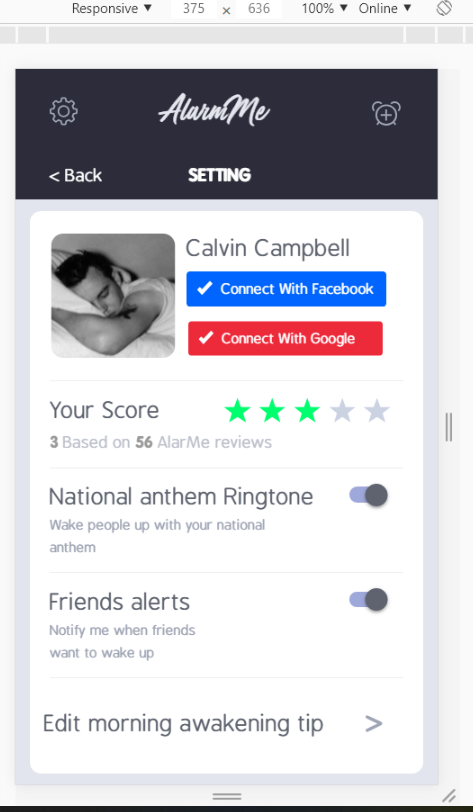 Responsive ▼ 375 × 636 100% ▼ Online ▼
AlarmMe
< Back SETTING
Calvin Campbell
Connect With Facebook
Connect With Google
Your Score
3 Based on 56 AlarMe reviews
National anthem Ringtone
Wake people up with your national
anthem
Friends alerts
Notify me when friends
want to wake up
Edit morning awakening tip >